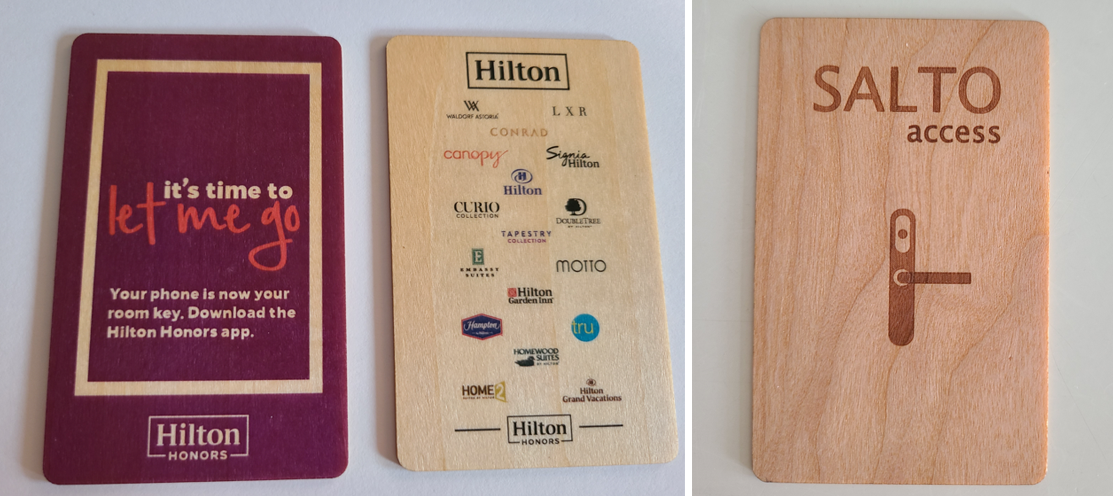 it's time to
let me go
Your phone is now your
room key. Download the
Hilton Honors app.
Hilton
HONORS
Hilton
WALDORF ASTORIA
LXR
CONRAD
canopy
Signia
Hilton
Hilton
CURIO
COLLECTION
DOUBLETREE
TAPESTRY
COLLECTION
E
EMBASSY
SUITES
MOTTO
Hilton
Garden Inn
Hampton
tru
HOMEWOOD
SUITES
HOME2
Hilton
Grand Vacations
Hilton
HONORS
SALTO
access